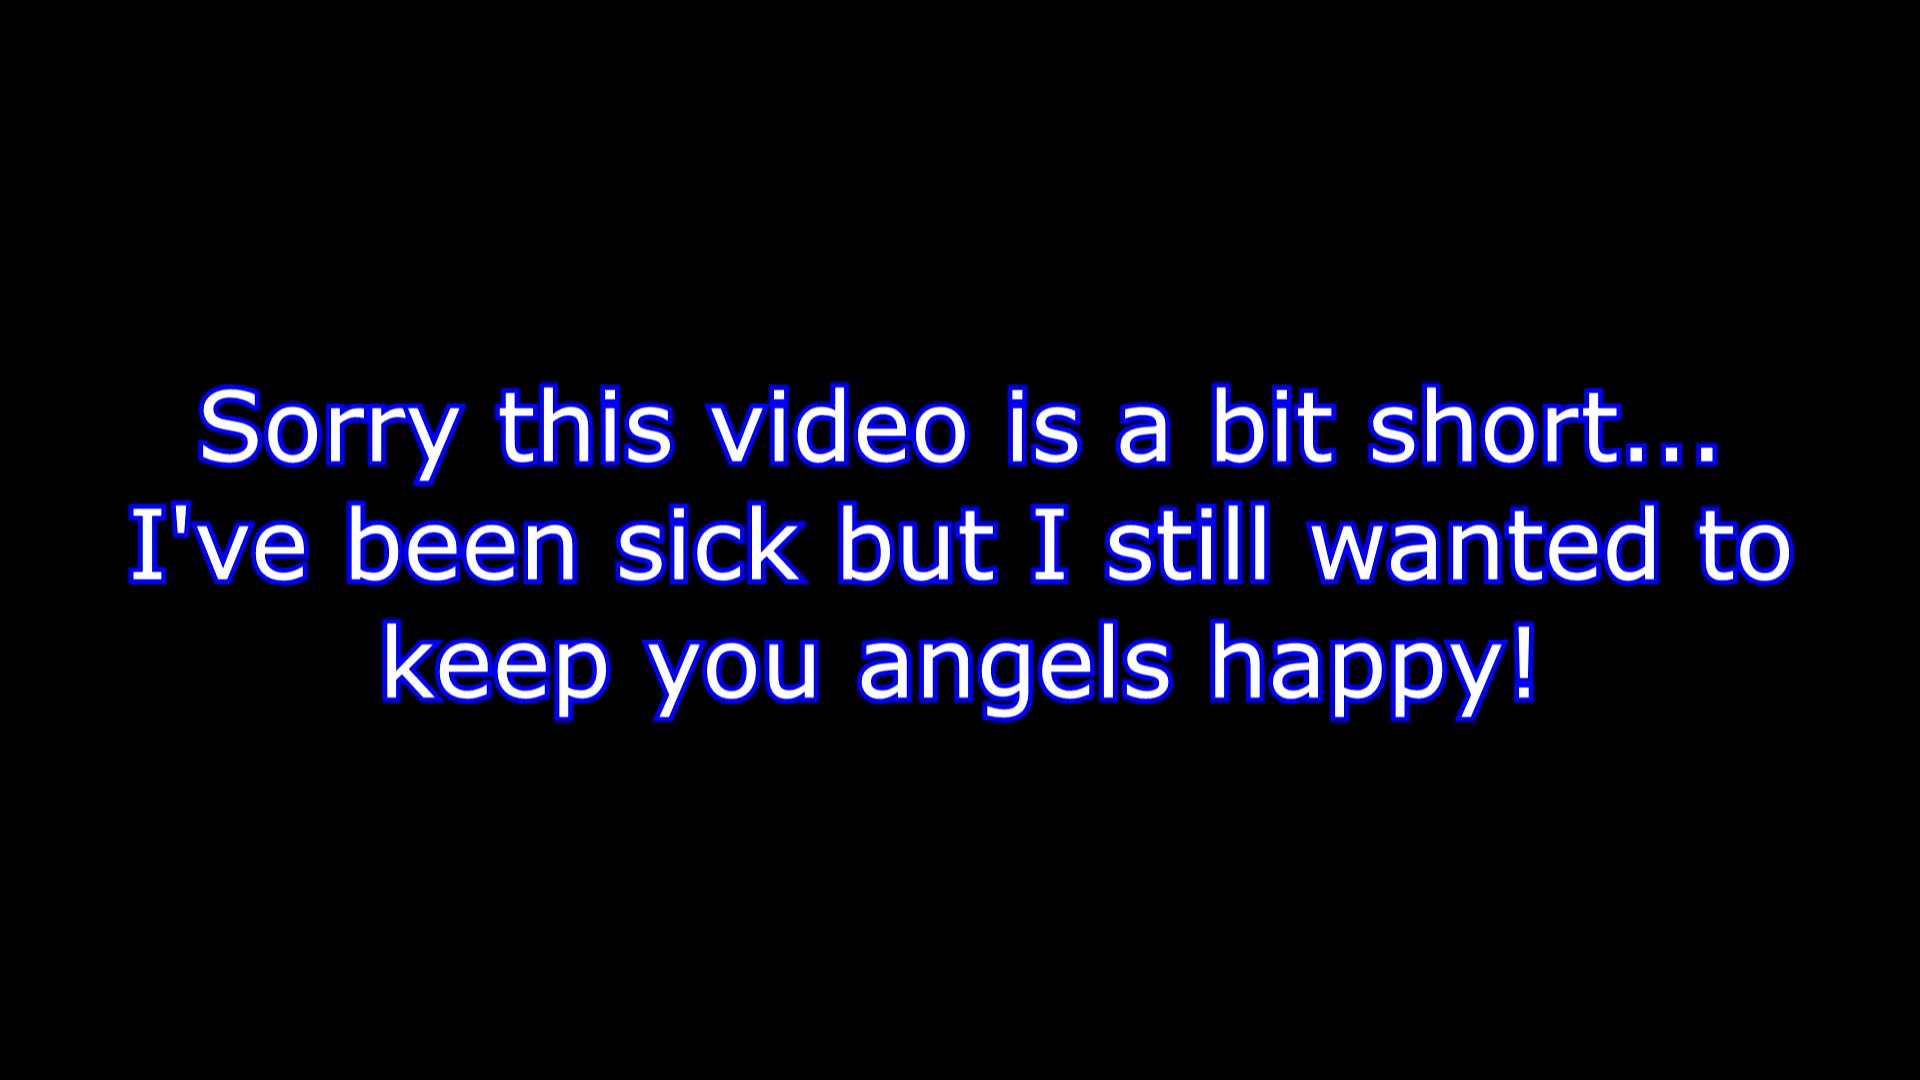 Sorry this video is a bit short...
I've been sick but I still wanted to
keep you angels happy!